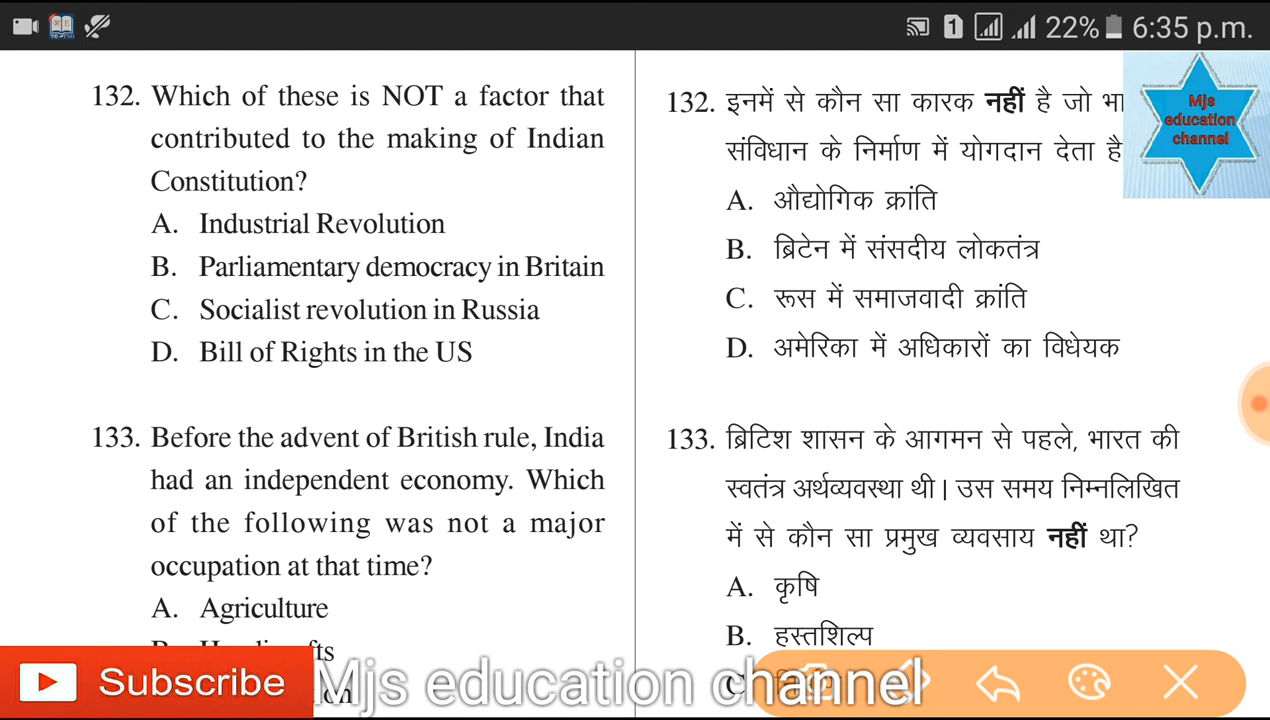 22% 6:35 p.m.
132. Which of these is NOT a factor that
contributed to the making of Indian
Constitution?
A. Industrial Revolution
B. Parliamentary democracy in Britain
C. Socialist revolution in Russia
D. Bill of Rights in the US
133. Before the advent of British rule, India
had an independent economy. Which
of the following was not a major
occupation at that time?
A. Agriculture
132. इनमें से कौन सा कारक नहीं है जो
संविधान के निर्माण में योगदान देता है
A. औद्योगिक क्रांति
B. ब्रिटेन में संसदीय लोकतंत्र
C. रूस में समाजवादी क्रांति
D. अमेरिका में अधिकारों का विधेयक
133. ब्रिटिश शासन के आगमन से पहले, भारत की
स्वतंत्र अर्थव्यवस्था थी। उस समय निम्नलिखित
में से कौन सा प्रमुख व्यवसाय नहीं था?
A. कृषि
B. हस्तशिल्प
Mjs
education
channel
Subscribe Mjs education channel